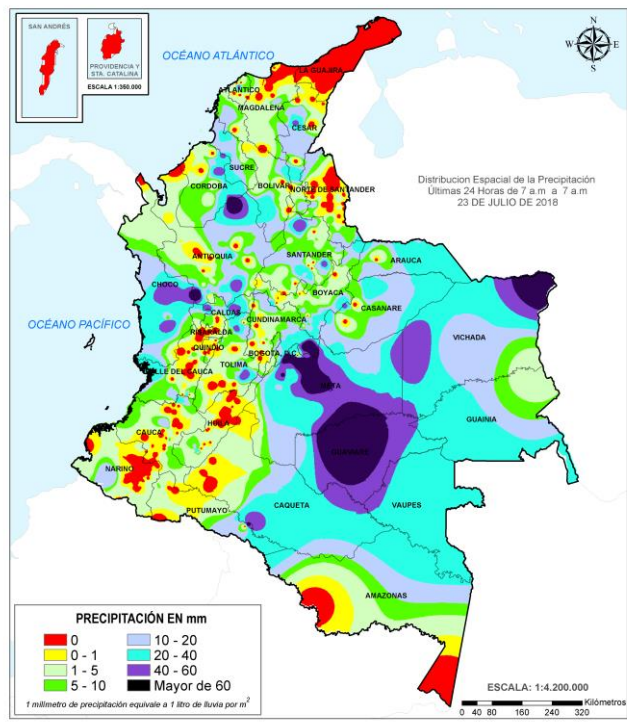 SAN ANDRÉS
PROVIDENCIA Y
STA. CATALINA
ESCALA 1:350.000
OCÉANO ATLÁNTICO
N
W E
S
LA GUAJIRA
ATLANTICO
MAGDALENA
CESAR
SUCRE
CORDOBA
BOLIVAR
NORTE DE SANTANDER
Distribucion Espacial de la Precipitación
Últimas 24 Horas de 7 a m a 7 a m
23 DE JULIO DE 2018
ANTIOQUIA
SANTANDER
ARAUCA
CHOCO
BOYACA
CASANARE
CALDAS
CUNDINAMARCA
OCÉANO PACÍFICO
RISARALDA
VICHADA
QUINDIO
BOGOTA, D.C.
TOLIMA
VALLE DEL CAUCA
META
GUAINIA
HUILA
CAUCA
GUAVIARE
NARIÑO
CAQUETA
VAUPES
PUTUMAYO
AMAZONAS
PRECIPITACIÓN EN mm
0
0 - 1
1 - 5
5 - 10
10 - 20
20 - 40
40 - 60
Mayor de 60
1 milímetro de precipitación equivale a 1 litro de lluvia por m²
ESCALA: 1:4.200.000
0 40 80 160 240 320 Kilómetros